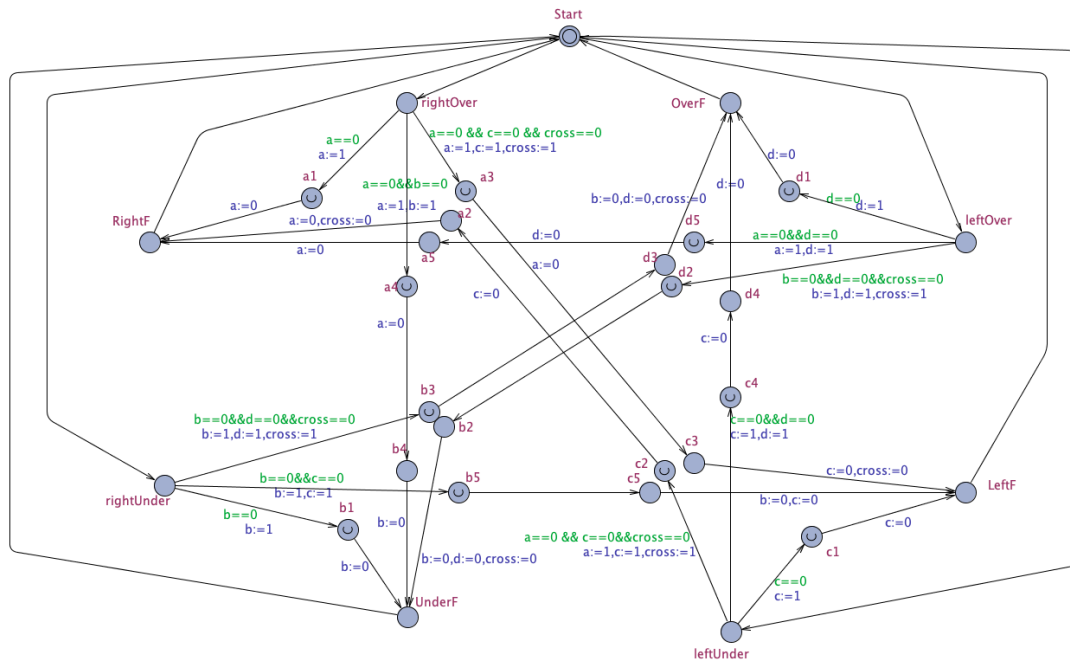 Start
rightOver
OverF
a==0 && c==0 && cross==0
a:=1,c:=1,cross:=1
a==0
a:=1
d:=0
a1
a==0&&b==0
a3
b:=0,d:=0,cross:=0
d:=0
d1
d==0
d:=1
a:=1,b:=1
a2
a:=0
a:=0,cross:=0
RightF
d5
leftOver
a:=0
a5
d:=0
a==0&&d==0
a:=1,d:=1
a:=0
d3
d2
b==0&&d==0&&cross==0
b:=1,d:=1,cross:=1
a4
c:=0
d4
a:=0
c:=0
b3
c4
b==0&&d==0&&cross==0
b:=1,d:=1,cross:=1
b2
c==0&&d==0
c:=1,d:=1
b4
c3
c2
c:=0,cross:=0
b==0&&c==0
b:=1,c:=1
b5
c5
b:=0,c:=0
LeftF
rightUnder
b==0
b:=1
b1
b:=0
c:=0
a==0 && c==0&&cross==0
a:=1,c:=1,cross:=1
c1
b:=0
b:=0,d:=0,cross:=0
c==0
c:=1
UnderF
leftUnder